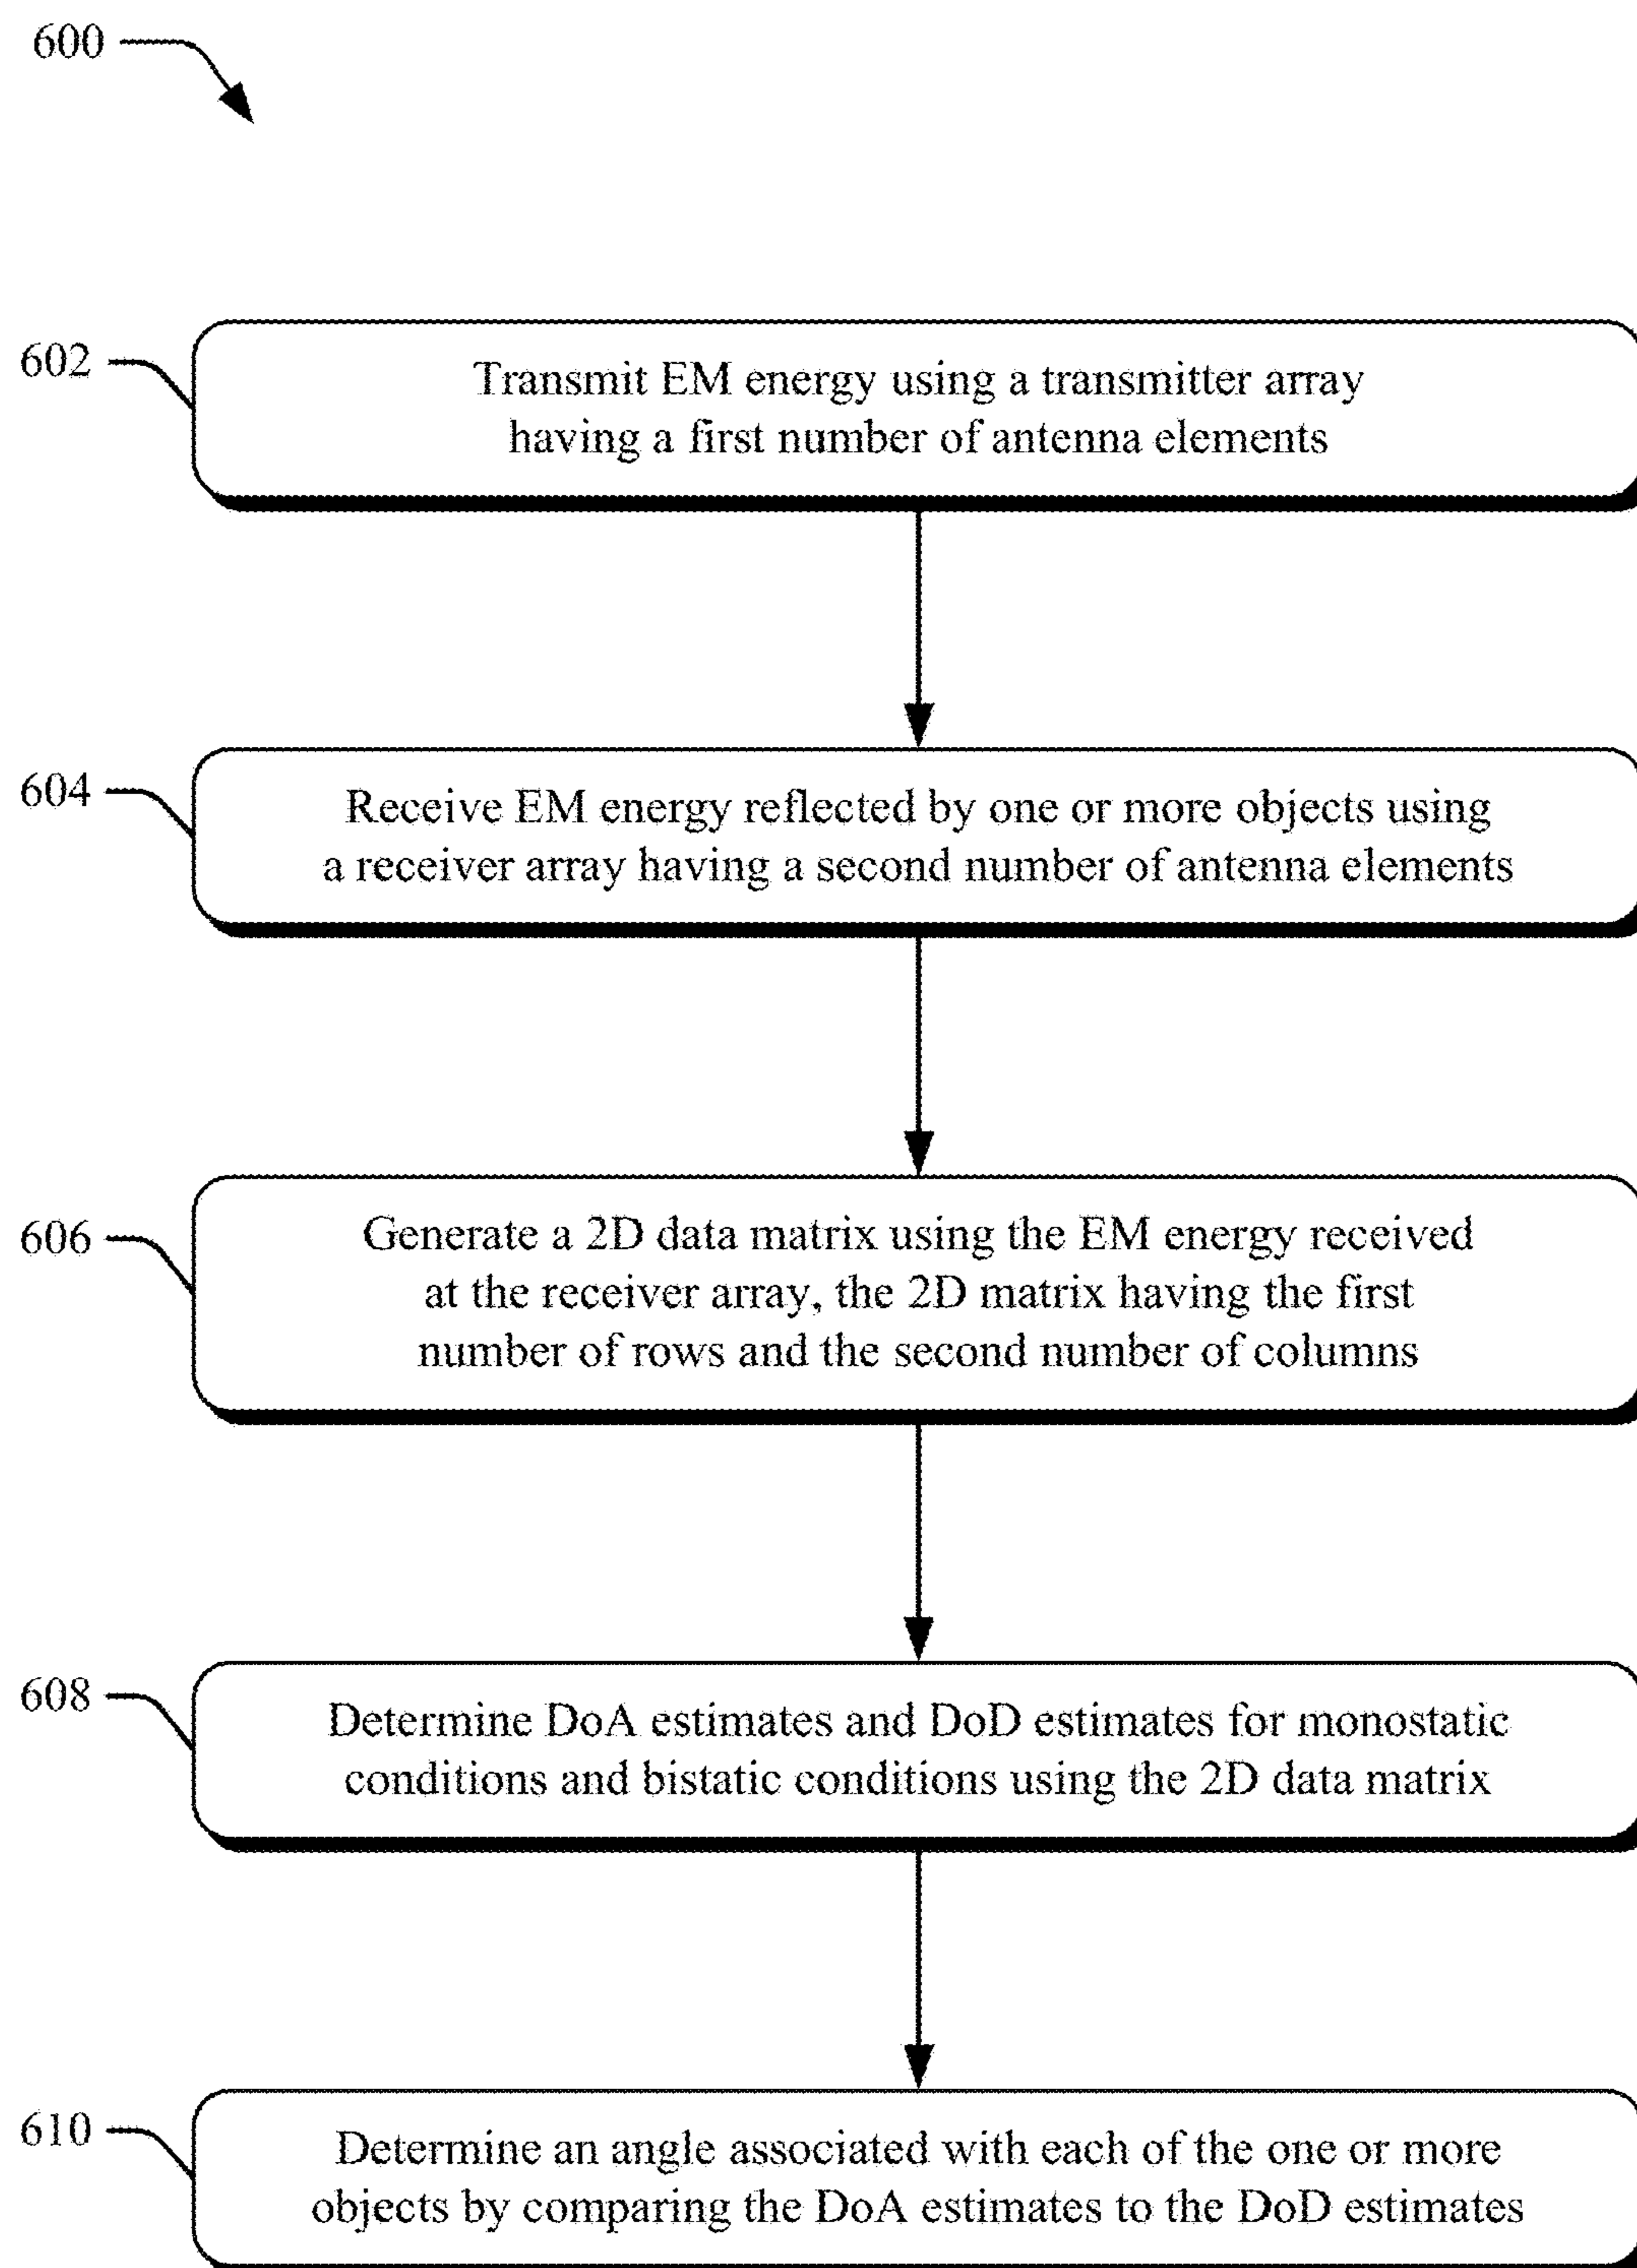 600
602
Transmit EM energy using a transmitter array
having a first number of antenna elements
604
Receive EM energy reflected by one or more objects using
a receiver array having a second number of antenna elements
606
Generate a 2D data matrix using the EM energy received
at the receiver array, the 2D matrix having the first
number of rows and the second number of columns
608
Determine DoA estimates and DoD estimates for monostatic
conditions and bistatic conditions using the 2D data matrix
610
Determine an angle associated with each of the one or more
objects by comparing the DoA estimates to the DoD estimates